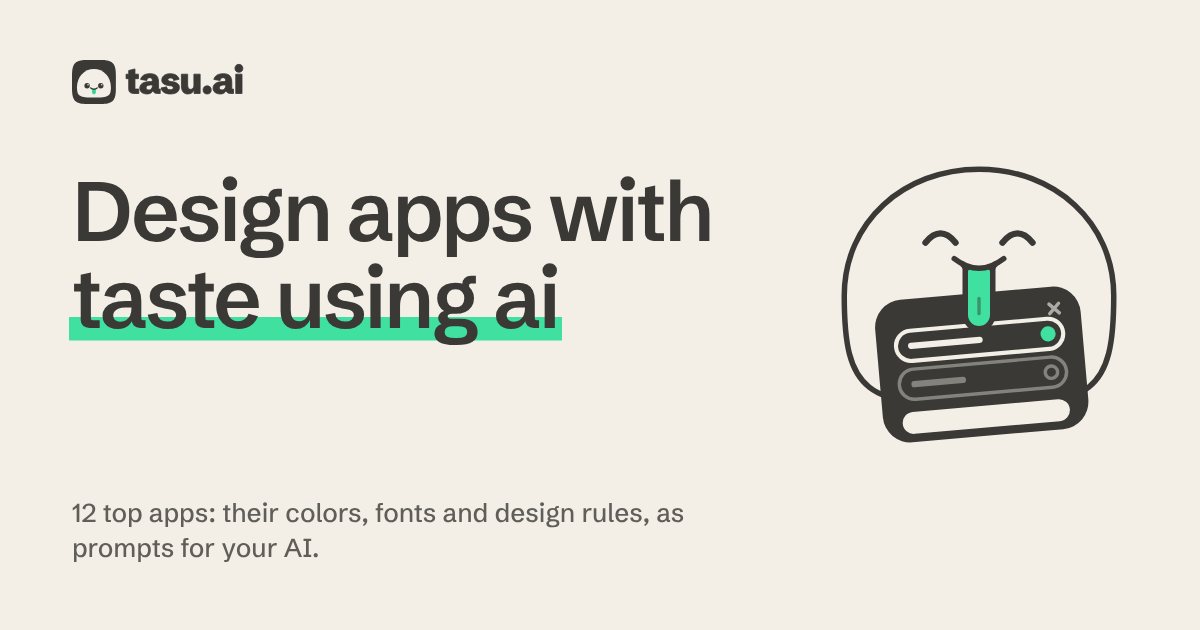 tasu.ai
Design apps with
taste using ai
12 top apps: their colors, fonts and design rules, as
prompts for your AI.